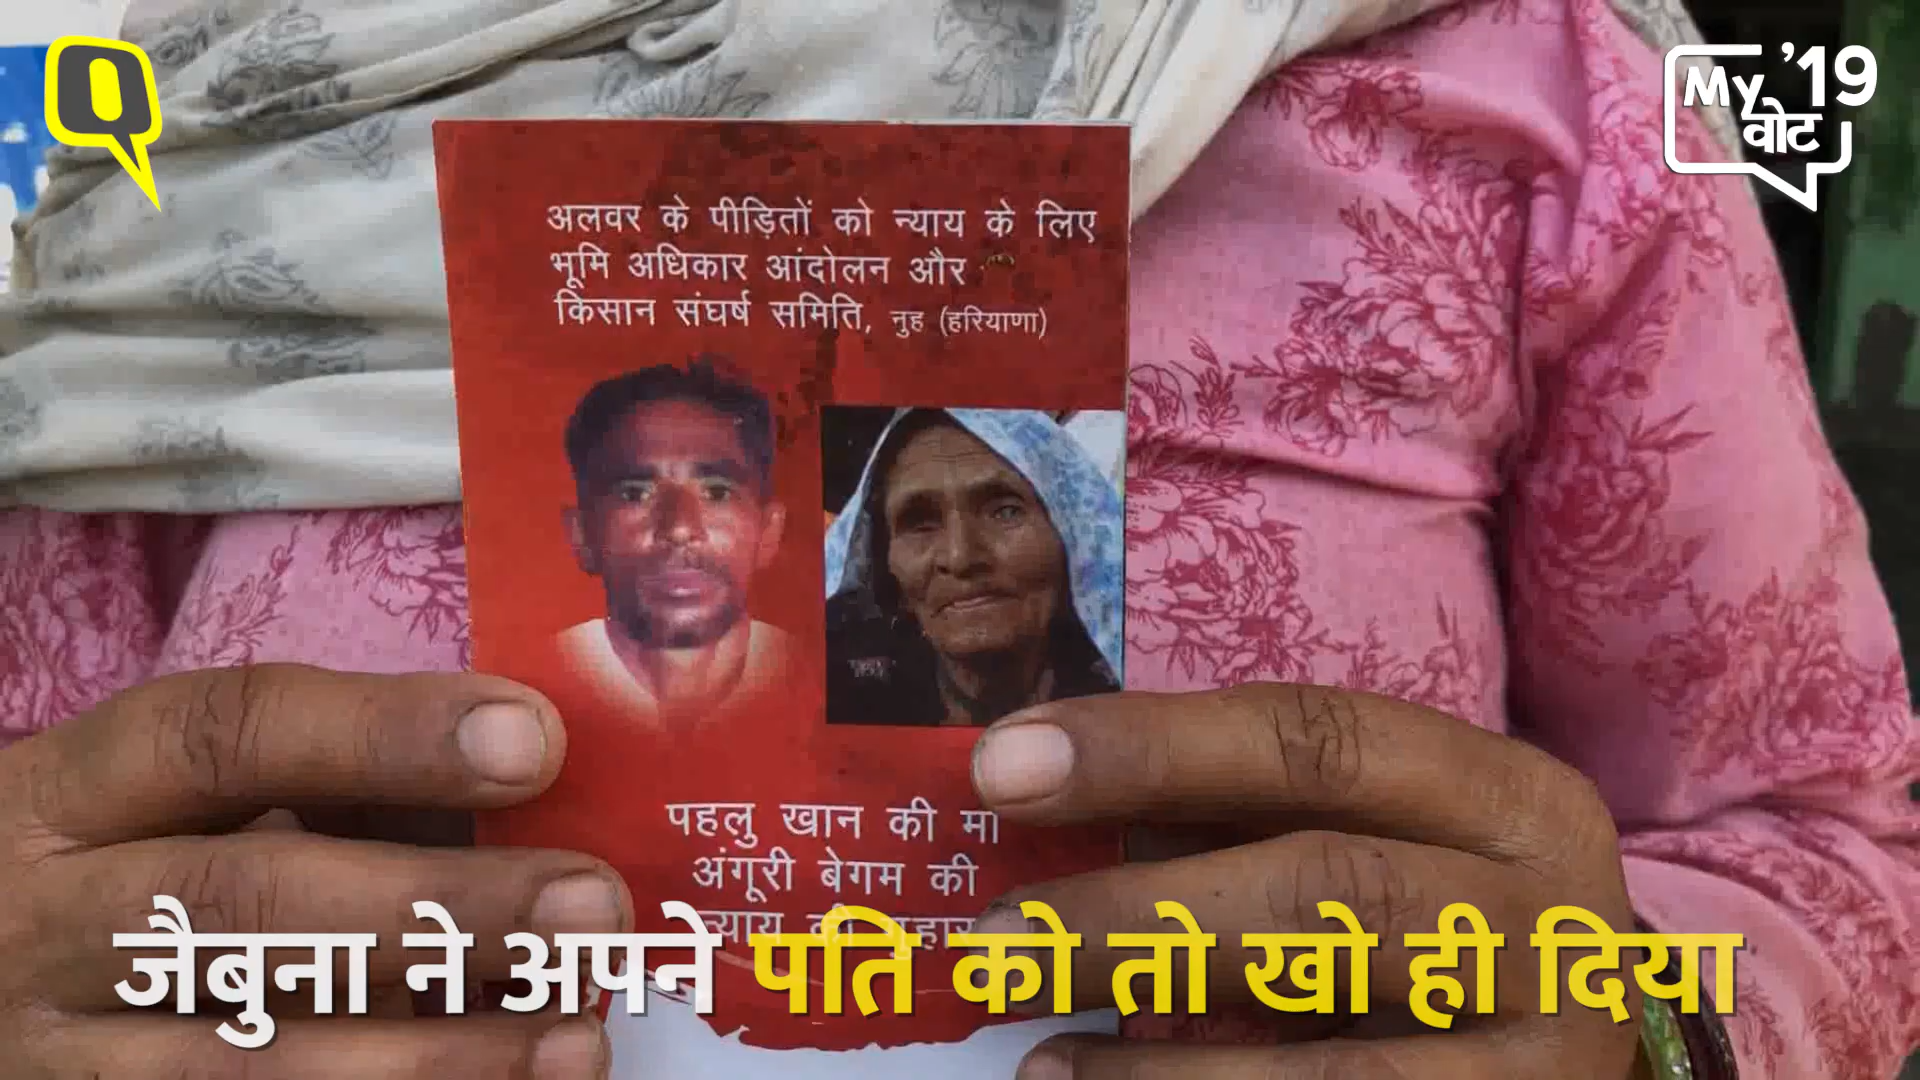 My '19
वोट
अलवर के पीड़ितों को न्याय के लिए
भूमि अधिकार आंदोलन और
किसान संघर्ष समिति, नुह (हरियाणा)
पहलु खान की माँ
अंगूरी बेगम की
न्याय की गुहार
जैबुना ने अपने पति को तो खो ही दिया